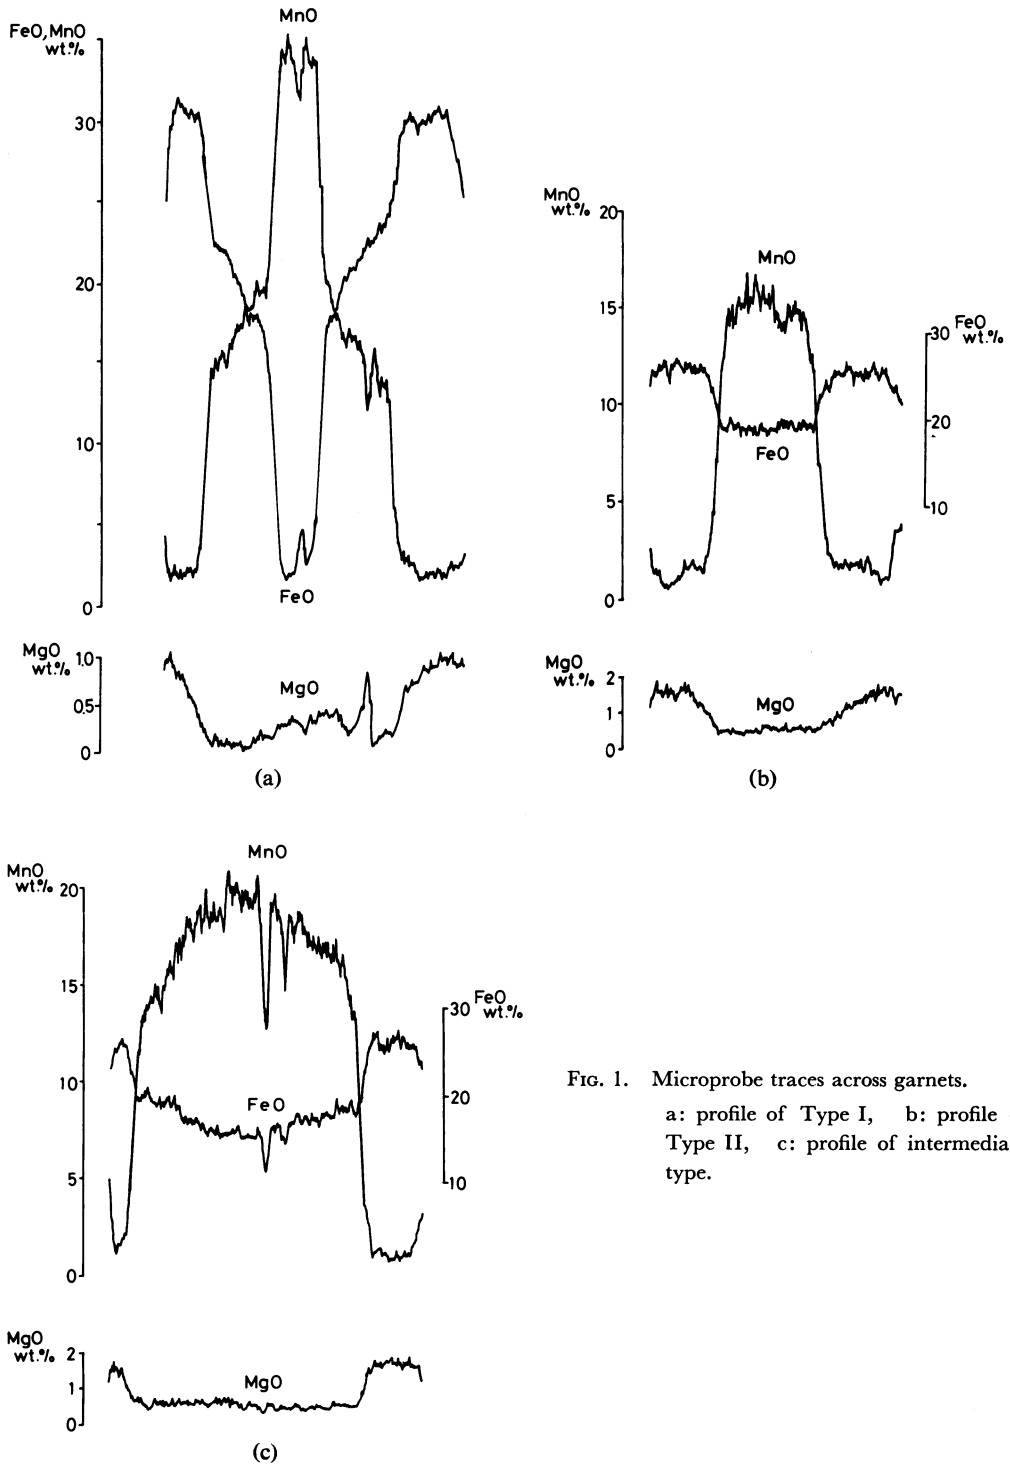 MnO
FeO, MnO
wt.%
30
20
10
0
FeO
MgO
wt.%
1.0
0.5
0
MgO
(a)
MnO
wt.%
20
15
10
5
0
MnO
FeO
30 FeO
wt.%
20
10
MgO
wt.%
2
1
0
MgO
(b)
MnO
MnO
wt.%
20
15
10
5
0
FeO
30 FeO
wt.%
20
10
MgO
wt.%
2
1
0
MgO
(c)
FIG. 1. Microprobe traces across garnets.
a: profile of Type I, b: profile
Type II, c: profile of intermedia
type.